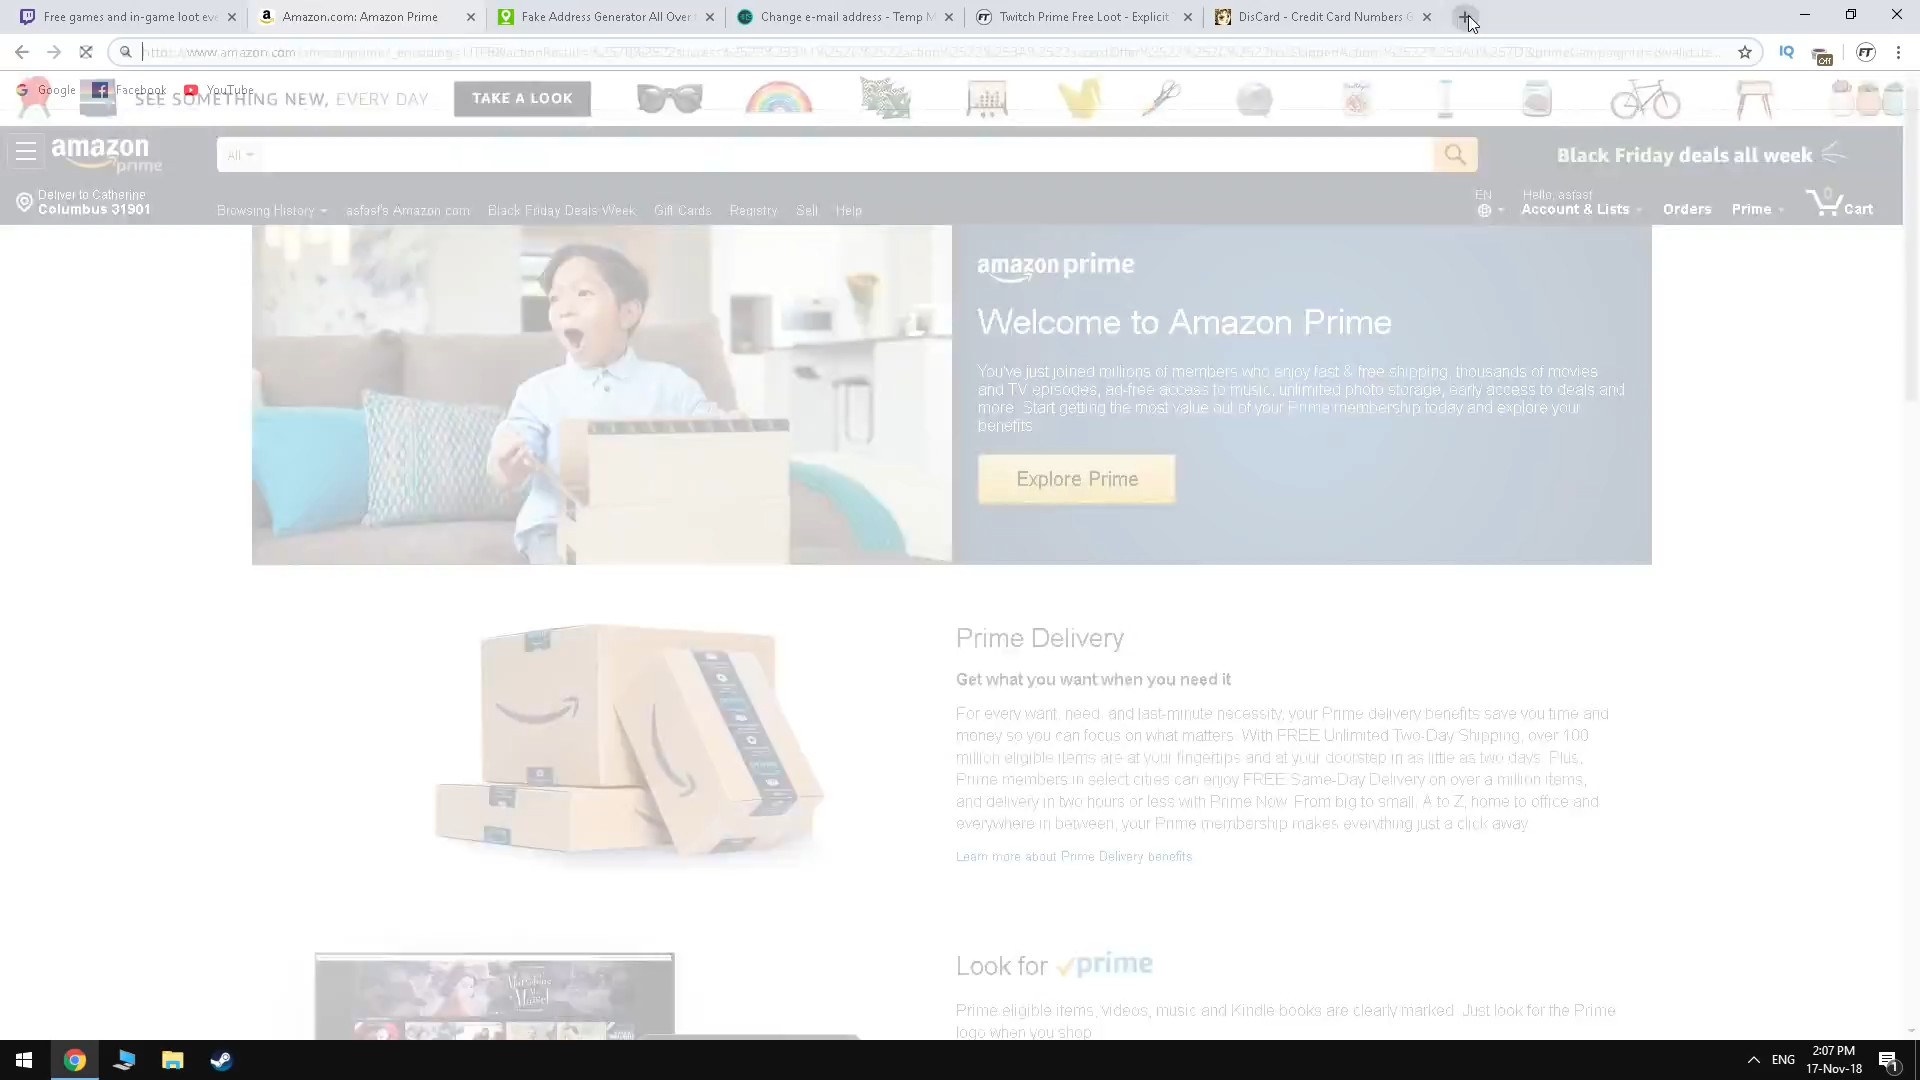 Free games and in-game loot eve
Amazon.com: Amazon Prime
Fake Address Generator All Over
Change e-mail address - Temp M
Twitch Prime Free Loot - Explicit
DisCard - Credit Card Numbers G
www.amazon.com
Google
Facebook
YouTube
SEE SOMETHING NEW, EVERY DAY
TAKE A LOOK
amazon prime
All
Black Friday deals all week
Deliver to Catherine
Columbus 31901
Browsing History
asfasf's Amazon.com
Black Friday Deals Week
Gift Cards
Registry
Sell
Help
EN
Hello, asfasf
Account & Lists
Orders
Prime
0
Cart
amazon prime
Welcome to Amazon Prime
You've just joined millions of members who enjoy fast & free shipping, thousands of movies
and TV episodes, ad-free access to music, unlimited photo storage, early access to deals and
more. Start getting the most value out of your Prime membership today and explore your
benefits.
Explore Prime
Prime Delivery
Get what you want when you need it
For every want, need, and last-minute necessity, your Prime delivery benefits save you time and
money so you can focus on what matters. With FREE Unlimited Two-Day Shipping, over 100
million eligible items are at your fingertips and at your doorstep in as little as two days. Plus,
Prime members in select cities can enjoy FREE Same-Day Delivery on over a million items,
and delivery in two hours or less with Prime Now. From big to small, A to Z, home to office and
everywhere in between, your Prime membership makes everything just a click away.
Learn more about Prime Delivery benefits
Look for prime
Prime eligible items, videos, music and Kindle books are clearly marked. Just look for the Prime
logo when you shop.
ENG
2:07 PM
17-Nov-18
1